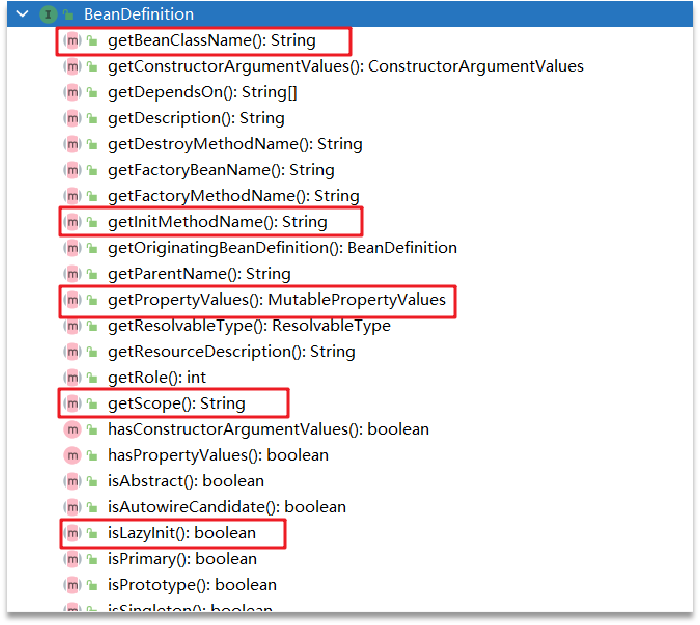 BeanDefinition
getBeanClassName(): String
getConstructorArgumentValues(): ConstructorArgumentValues
getDependsOn(): String[]
getDescription(): String
getDestroyMethodName(): String
getFactoryBeanName(): String
getFactoryMethodName(): String
getInitMethodName(): String
getOriginatingBeanDefinition(): BeanDefinition
getParentName(): String
getPropertyValues(): MutablePropertyValues
getResolvableType(): ResolvableType
getResourceDescription(): String
getRole(): int
getScope(): String
hasConstructorArgumentValues(): boolean
hasPropertyValues(): boolean
isAbstract(): boolean
isAutowireCandidate(): boolean
isLazyInit(): boolean
isPrimary(): boolean
isPrototype(): boolean
isSingleton(): boolean